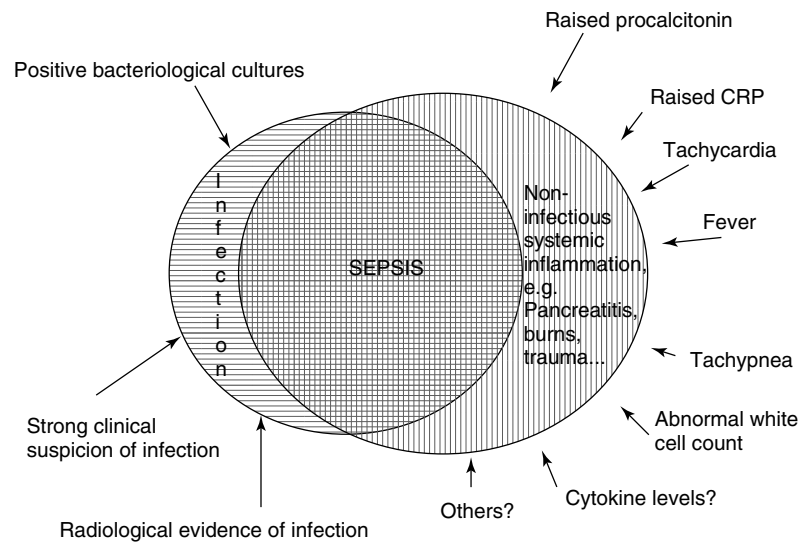 Raised procalcitonin
Positive bacteriological cultures
Raised CRP
Tachycardia
Infection
Non-
infectious
systemic
inflammation,
e.g.
Pancreatitis,
burns,
trauma...
Fever
SEPSIS
Tachypnea
Strong clinical
suspicion of infection
Abnormal white
cell count
Cytokine levels?
Others?
Radiological evidence of infection